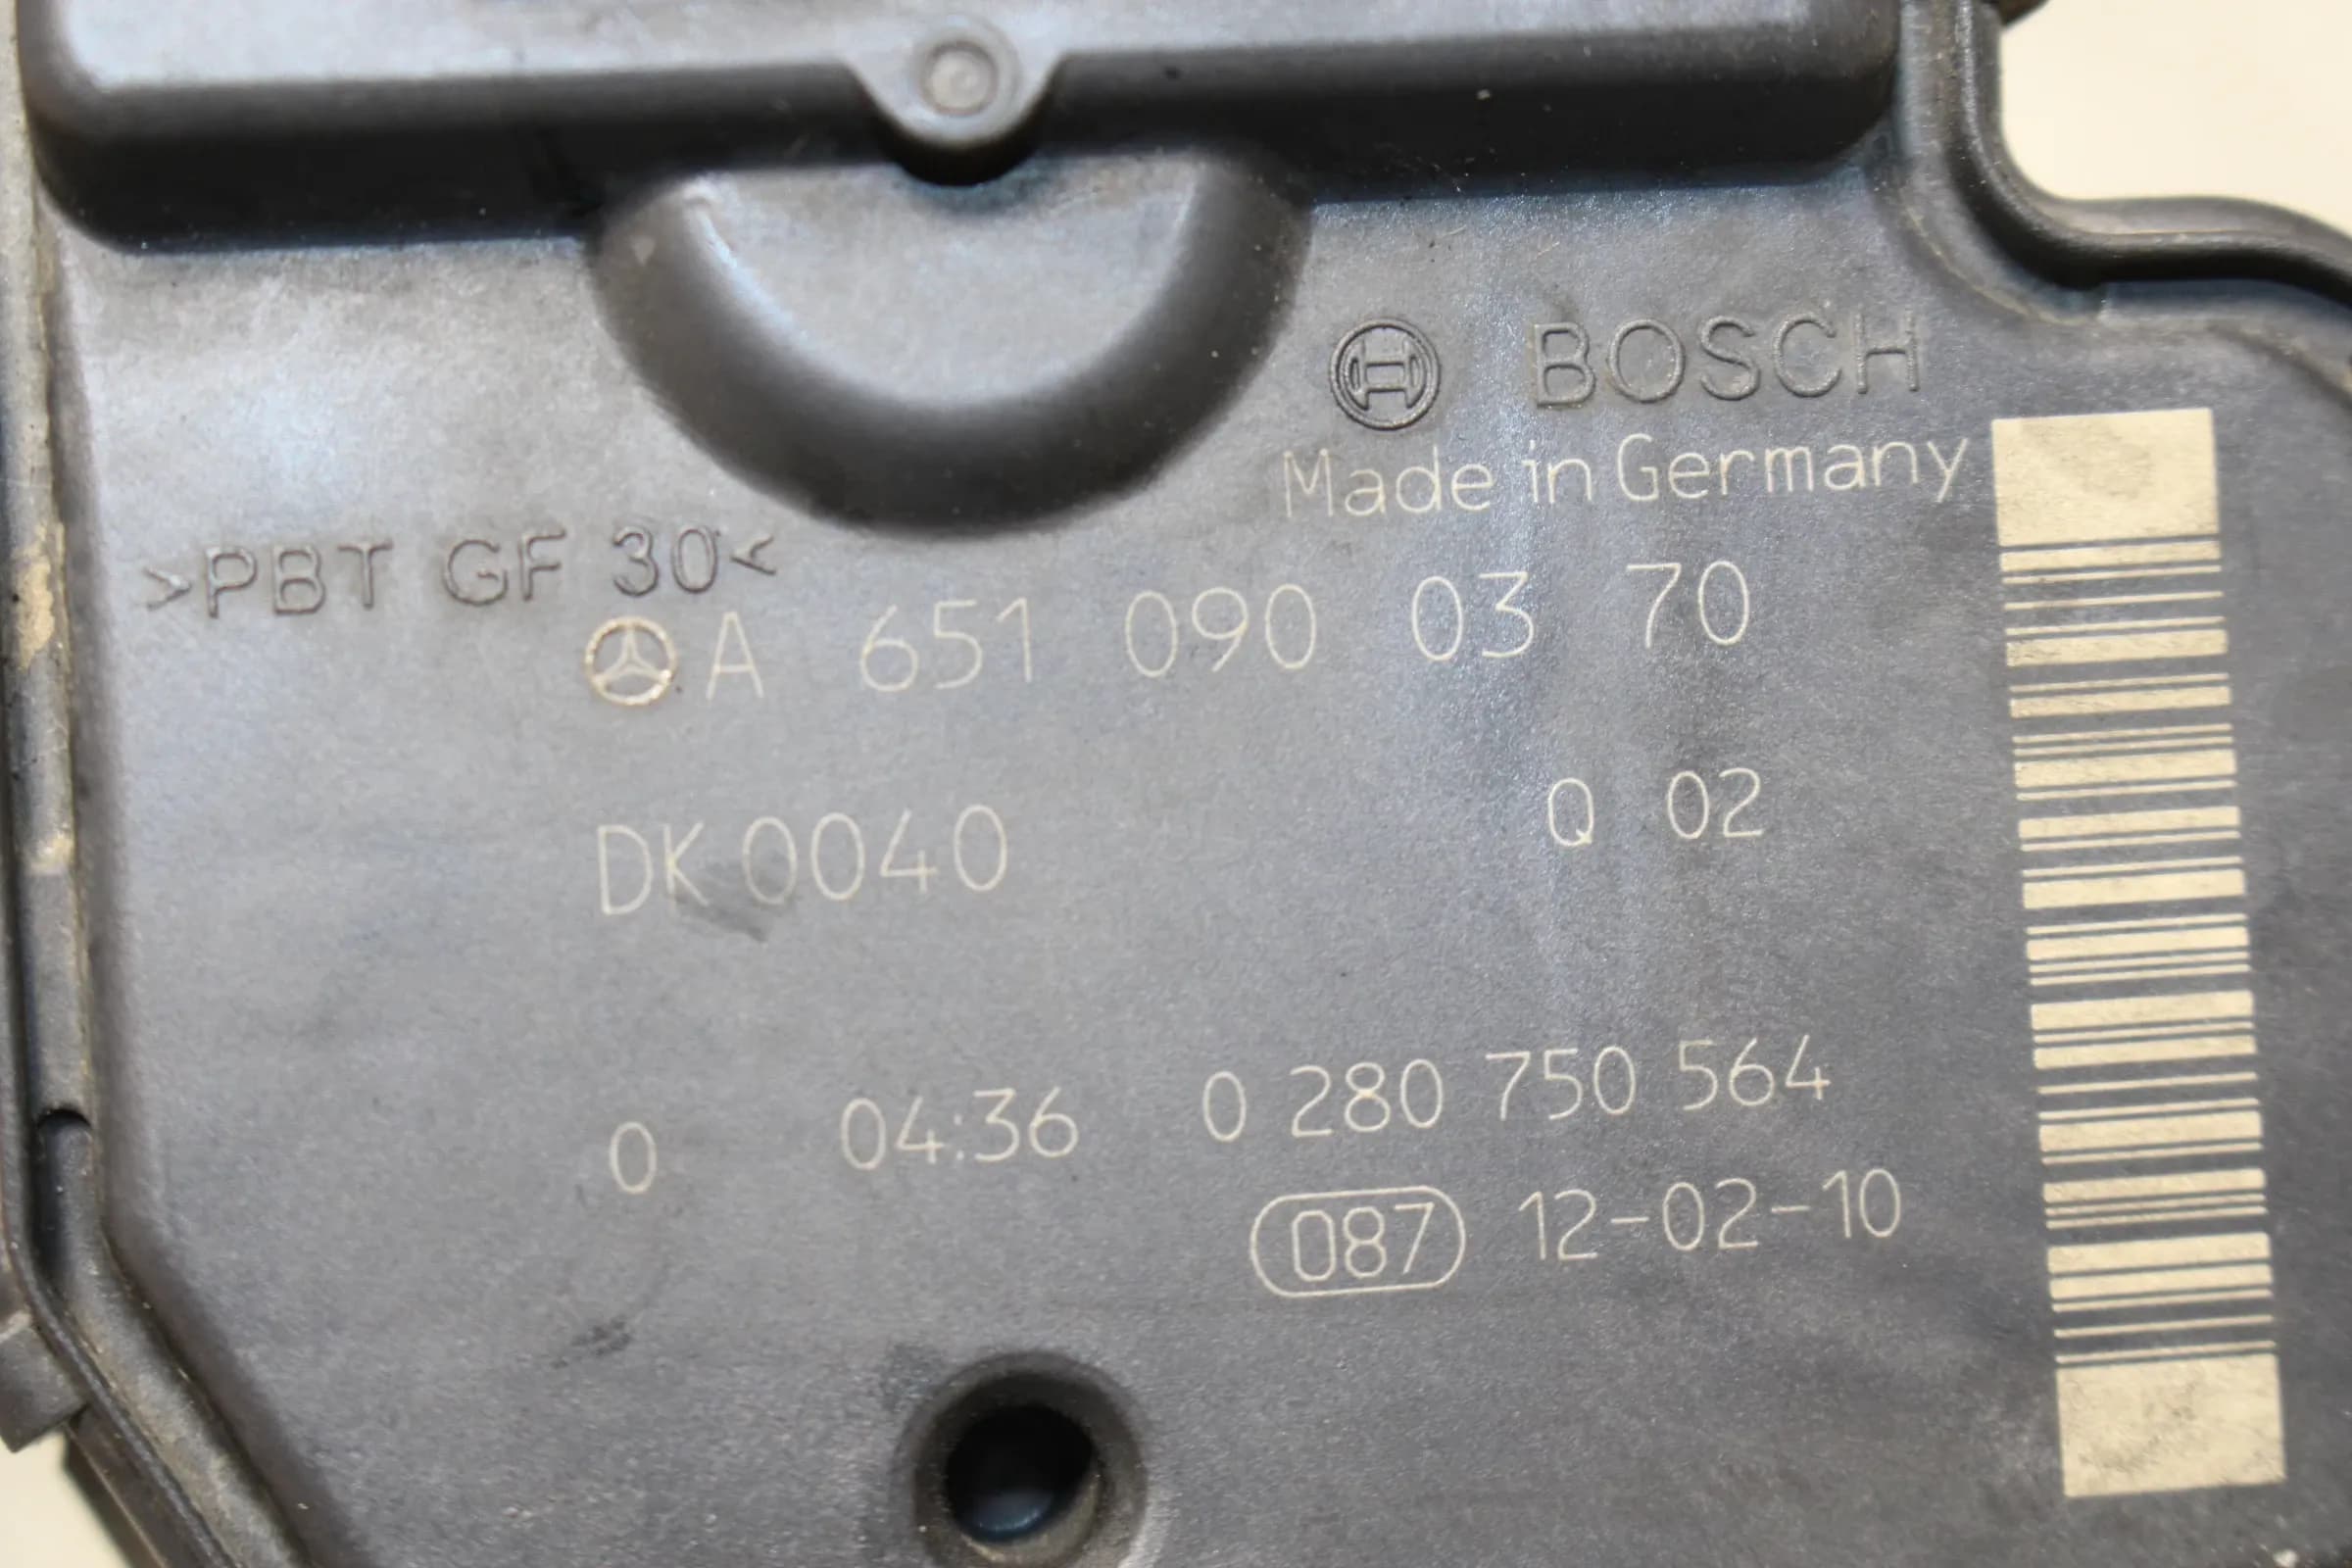 BOSCH
Made in Germany
>PBT GF 30<
A 651 090 03 70
Q 02
DK 0040
0 04:36 0 280 750 564
087 12-02-10